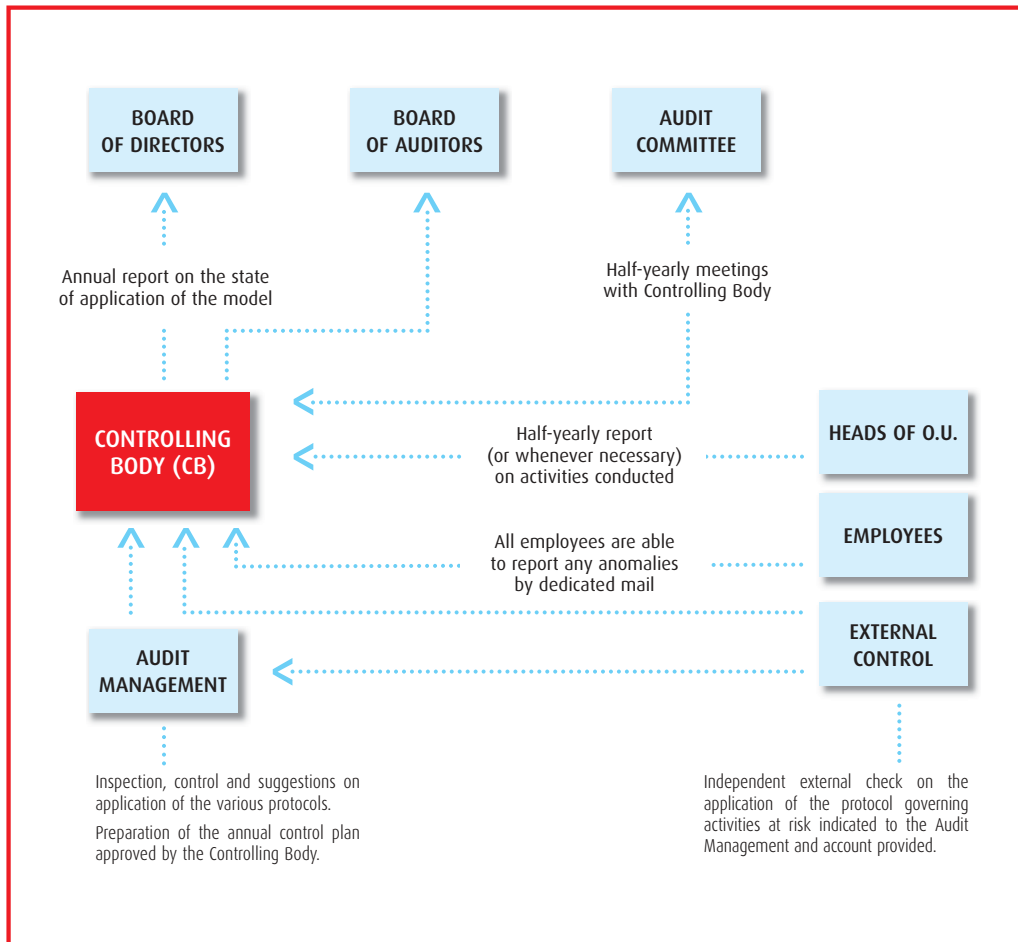 BOARD
OF DIRECTORS
BOARD
OF AUDITORS
AUDIT
COMMITTEE
Annual report on the state
of application of the model
Half-yearly meetings
with Controlling Body
CONTROLLING
BODY (CB)
Half-yearly report
(or whenever necessary)
on activities conducted
HEADS OF O.U.
All employees are able
to report any anomalies
by dedicated mail
EMPLOYEES
AUDIT
MANAGEMENT
EXTERNAL
CONTROL
Inspection, control and suggestions on
application of the various protocols.
Preparation of the annual control plan
approved by the Controlling Body.
Independent external check on the
application of the protocol governing
activities at risk indicated to the Audit
Management and account provided.